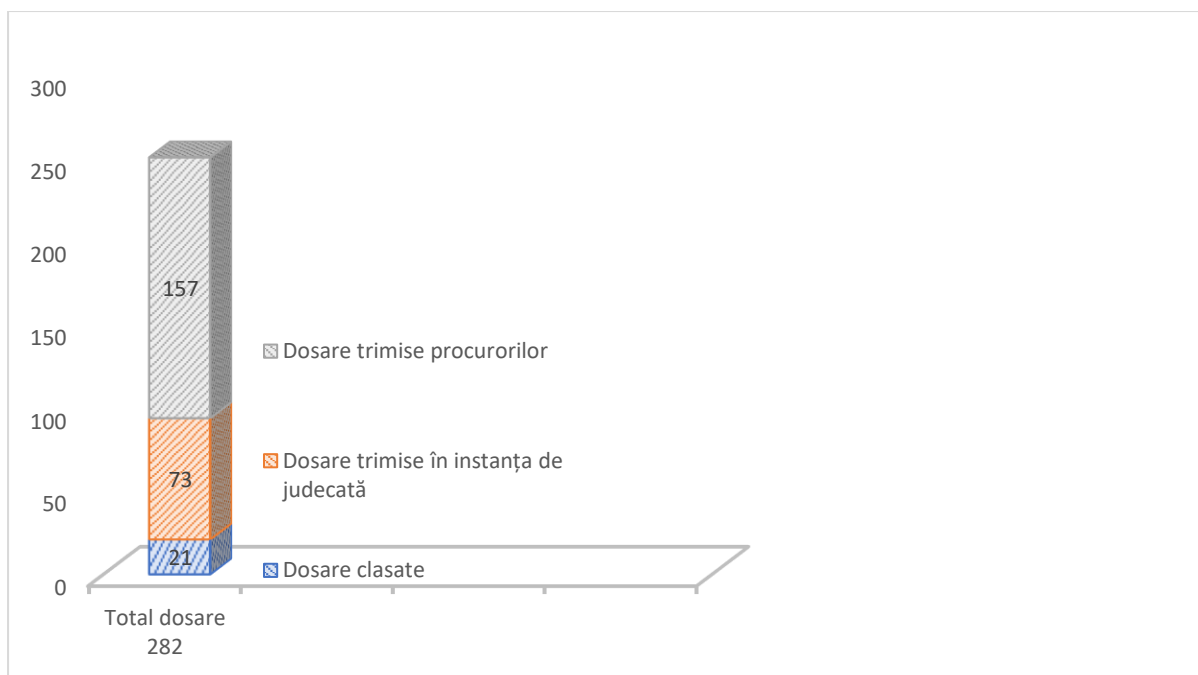 300
250
200
150
100
50
0
157
73
21
Dosare trimise procurorilor
Dosare trimise în instanța de
judecată
Dosare clasate
Total dosare
282